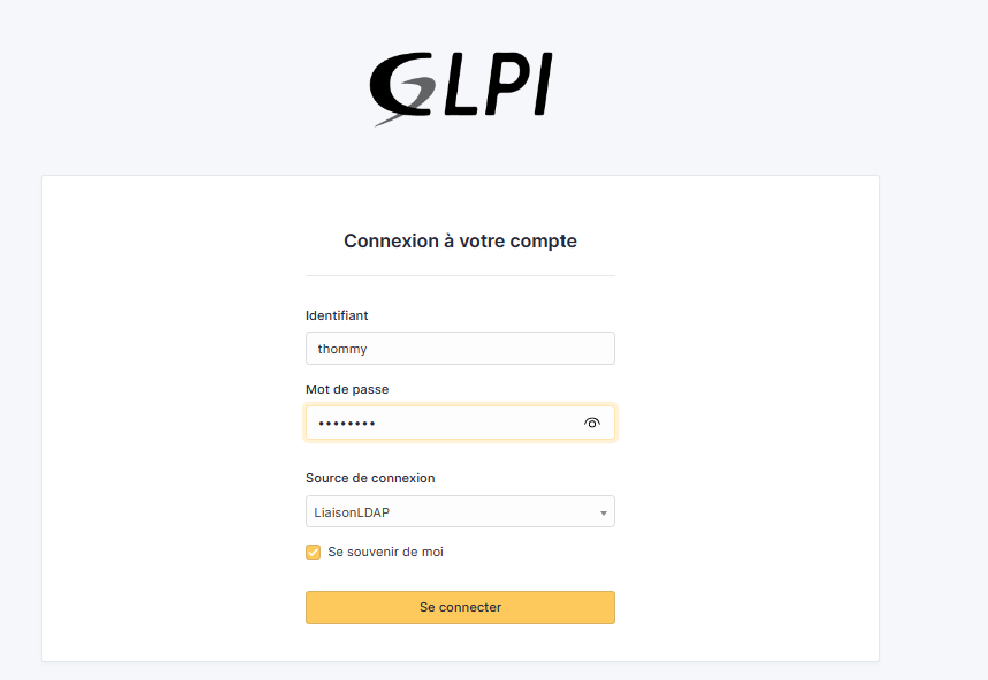 GLPI
Connexion à votre compte
Identifiant
thommy
Mot de passe
••••••••
Source de connexion
LiaisonLDAP
Se souvenir de moi
Se connecter